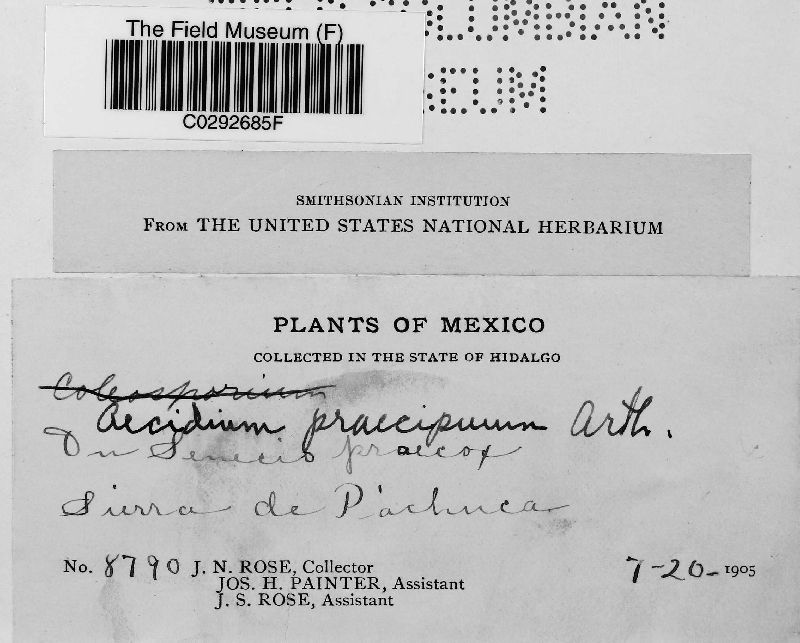 The Field Museum (F)
C0292685F
SMITHSONIAN INSTITUTION
FROM THE UNITED STATES NATIONAL HERBARIUM
PLANTS OF MEXICO
COLLECTED IN THE STATE OF HIDALGO
Coleosporium
Aecidium praecipuum Arth.
On Senecio praecox
Sierra de Pachuca
No. 8790 J. N. ROSE, Collector
JOS. H. PAINTER, Assistant
J. S. ROSE, Assistant
7-20-1905